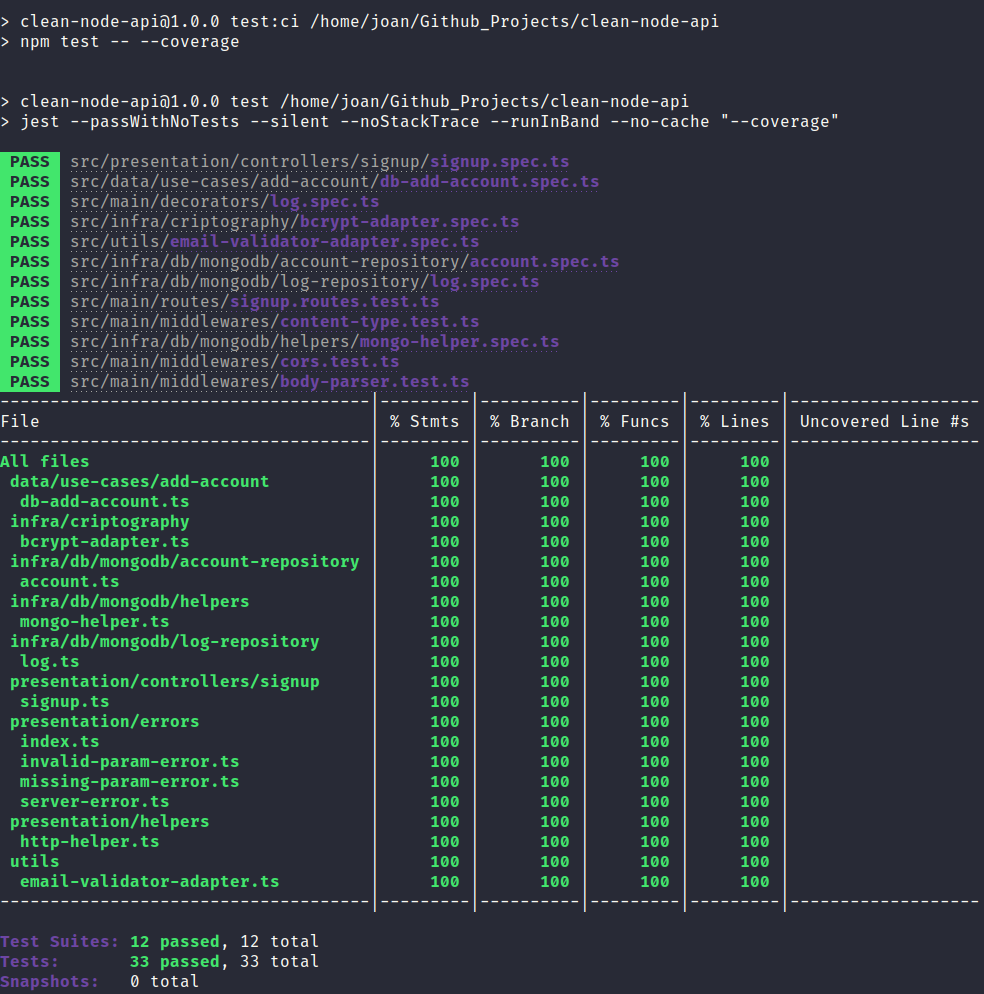 > clean-node-api@1.0.0 test:ci /home/joan/Github_Projects/clean-node-api
> npm test -- --coverage
> clean-node-api@1.0.0 test /home/joan/Github_Projects/clean-node-api
> jest --passWithNoTests --silent --noStackTrace --runInBand --no-cache "--coverage"
PASS src/presentation/controllers/signup/signup.spec.ts
PASS src/data/use-cases/add-account/db-add-account.spec.ts
PASS src/main/decorators/log.spec.ts
PASS src/infra/criptography/bcrypt-adapter.spec.ts
PASS src/utils/email-validator-adapter.spec.ts
PASS src/infra/db/mongodb/account-repository/account.spec.ts
PASS src/infra/db/mongodb/log-repository/log.spec.ts
PASS src/main/routes/signup.routes.test.ts
PASS src/main/middlewares/content-type.test.ts
PASS src/infra/db/mongodb/helpers/mongo-helper.spec.ts
PASS src/main/middlewares/cors.test.ts
PASS src/main/middlewares/body-parser.test.ts
-------------------------------------|---------|----------|---------|---------|-------------------
File | % Stmts | % Branch | % Funcs | % Lines | Uncovered Line #s
-------------------------------------|---------|----------|---------|---------|-------------------
All files | 100 | 100 | 100 | 100 |
data/use-cases/add-account | 100 | 100 | 100 | 100 |
db-add-account.ts | 100 | 100 | 100 | 100 |
infra/criptography | 100 | 100 | 100 | 100 |
bcrypt-adapter.ts | 100 | 100 | 100 | 100 |
infra/db/mongodb/account-repository | 100 | 100 | 100 | 100 |
account.ts | 100 | 100 | 100 | 100 |
infra/db/mongodb/helpers | 100 | 100 | 100 | 100 |
mongo-helper.ts | 100 | 100 | 100 | 100 |
infra/db/mongodb/log-repository | 100 | 100 | 100 | 100 |
log.ts | 100 | 100 | 100 | 100 |
presentation/controllers/signup | 100 | 100 | 100 | 100 |
signup.ts | 100 | 100 | 100 | 100 |
presentation/errors | 100 | 100 | 100 | 100 |
index.ts | 100 | 100 | 100 | 100 |
invalid-param-error.ts | 100 | 100 | 100 | 100 |
missing-param-error.ts | 100 | 100 | 100 | 100 |
server-error.ts | 100 | 100 | 100 | 100 |
presentation/helpers | 100 | 100 | 100 | 100 |
http-helper.ts | 100 | 100 | 100 | 100 |
utils | 100 | 100 | 100 | 100 |
email-validator-adapter.ts | 100 | 100 | 100 | 100 |
-------------------------------------|---------|----------|---------|---------|-------------------
Test Suites: 12 passed, 12 total
Tests: 33 passed, 33 total
Snapshots: 0 total